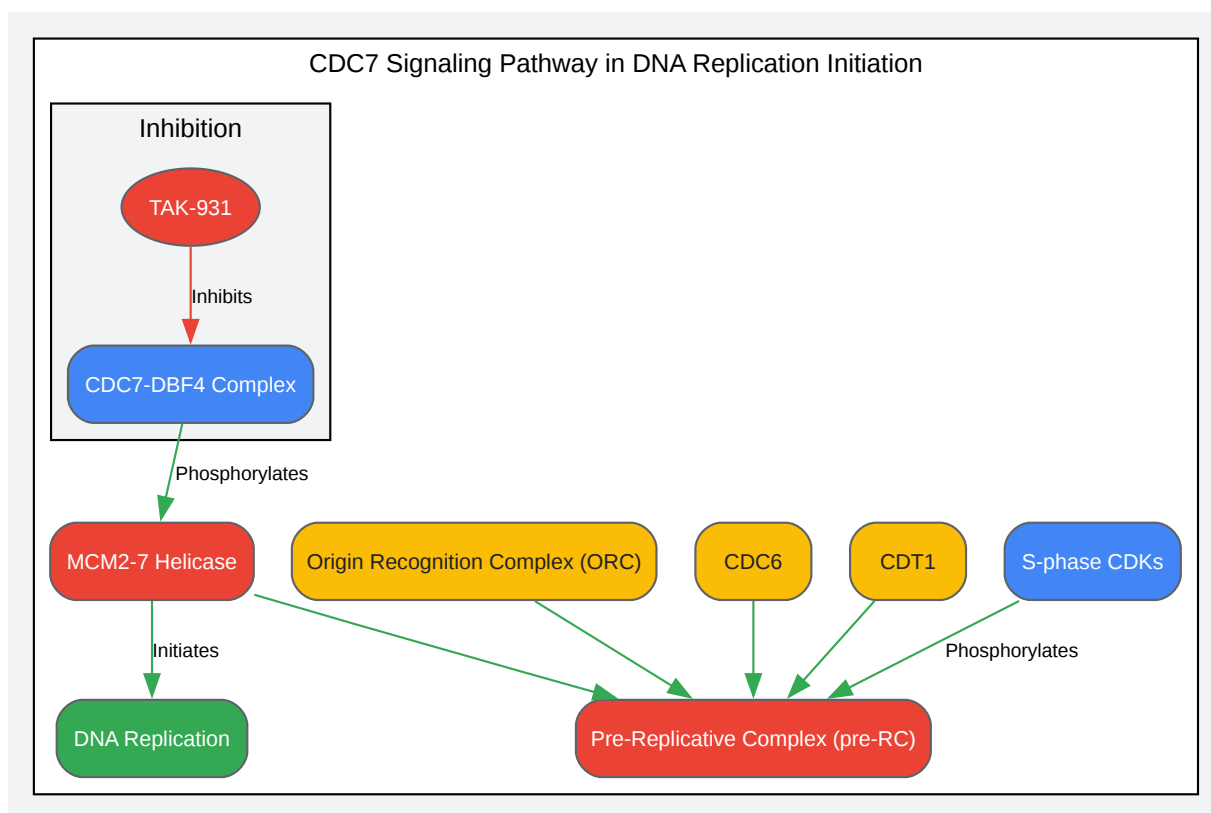 CDC7 Signaling Pathway in DNA Replication Initiation
Inhibition
TAK-931
Inhibits
CDC7-DBF4 Complex
Phosphorylates
MCM2-7 Helicase
Origin Recognition Complex (ORC)
CDC6
CDT1
S-phase CDKs
Initiates
Phosphorylates
DNA Replication
Pre-Replicative Complex (pre-RC)